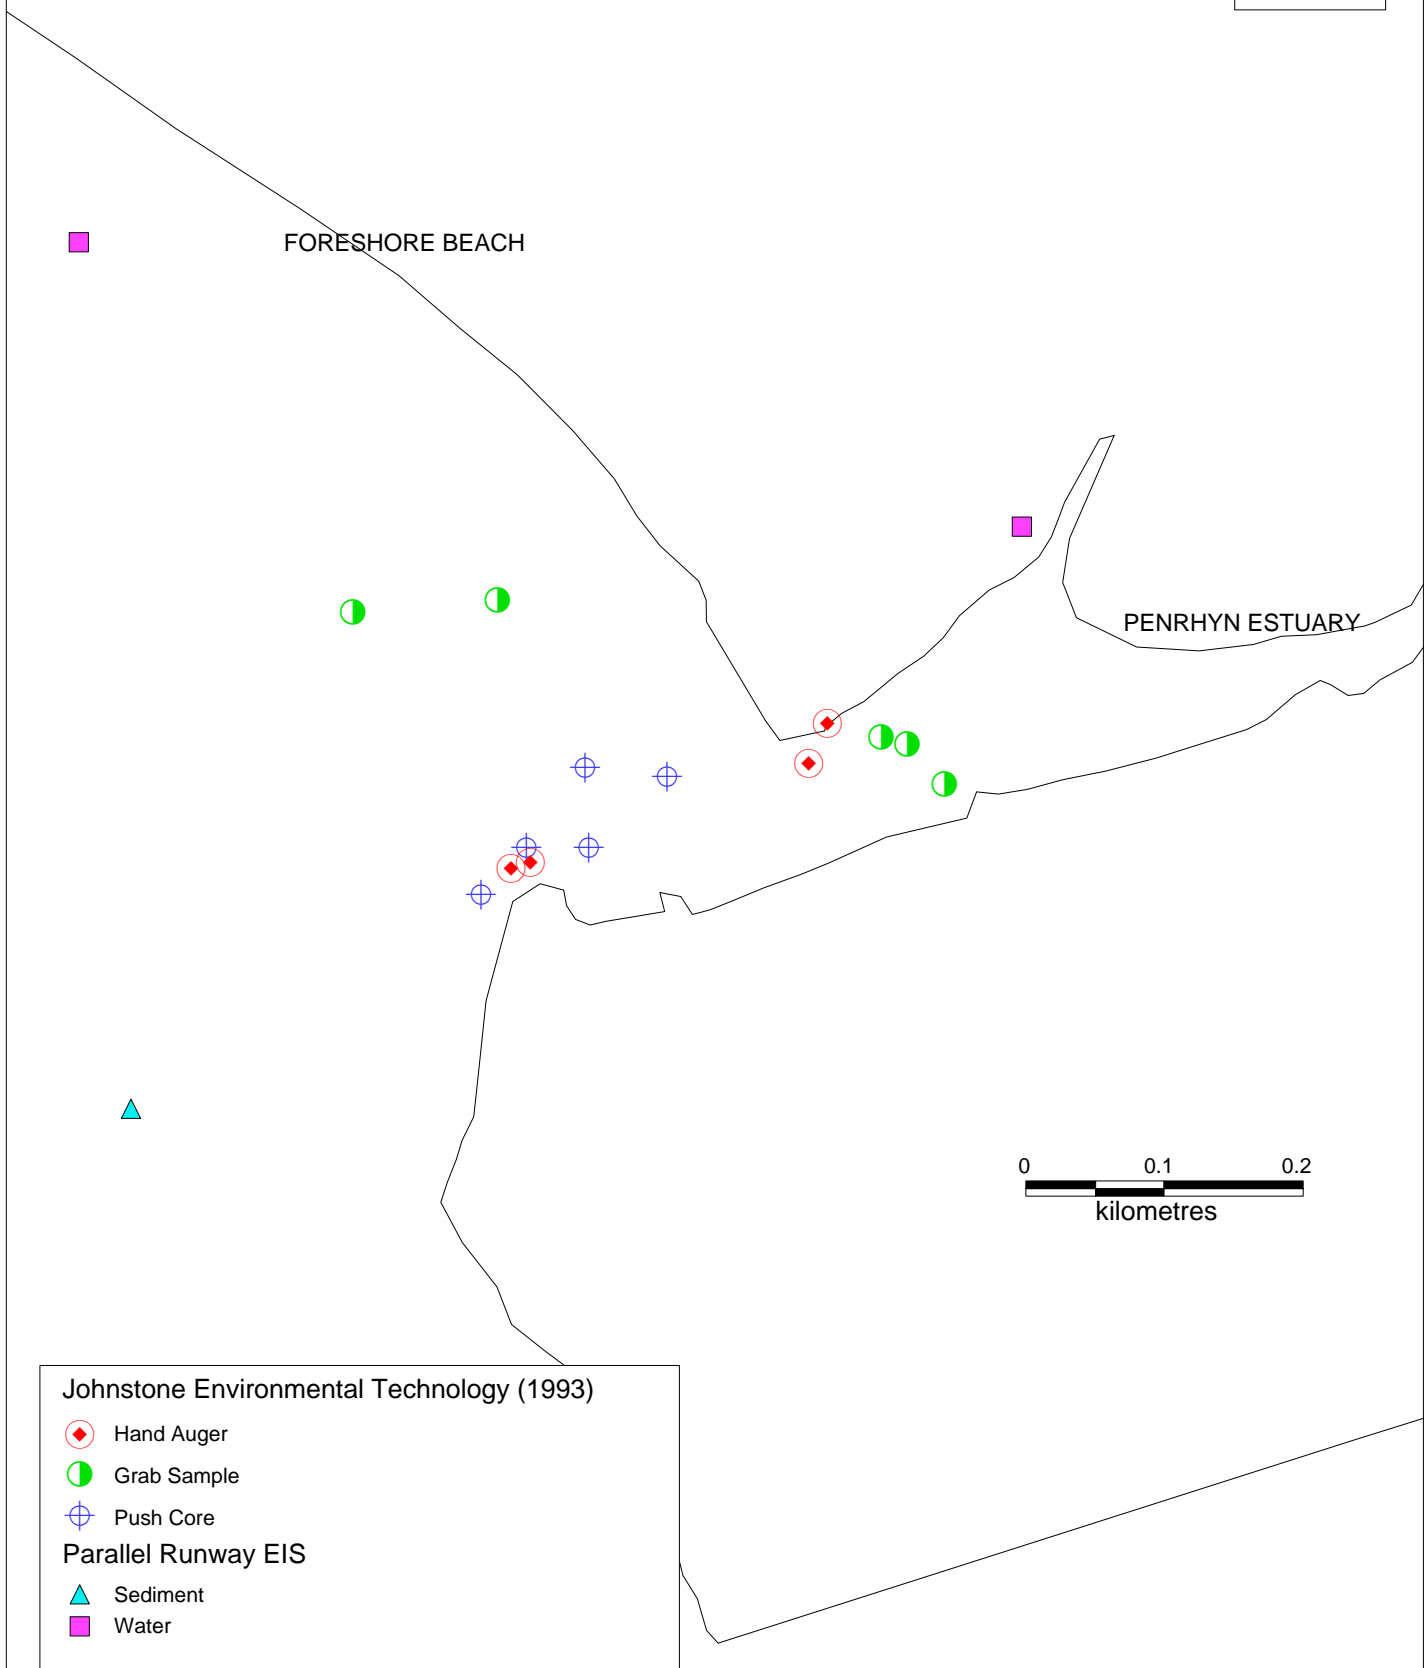 FORESHORE BEACH
PENRHYN ESTUARY
0 0.1 0.2
kilometres
Johnstone Environmental Technology (1993)
Hand Auger
Grab Sample
Push Core
Parallel Runway EIS
Sediment
Water